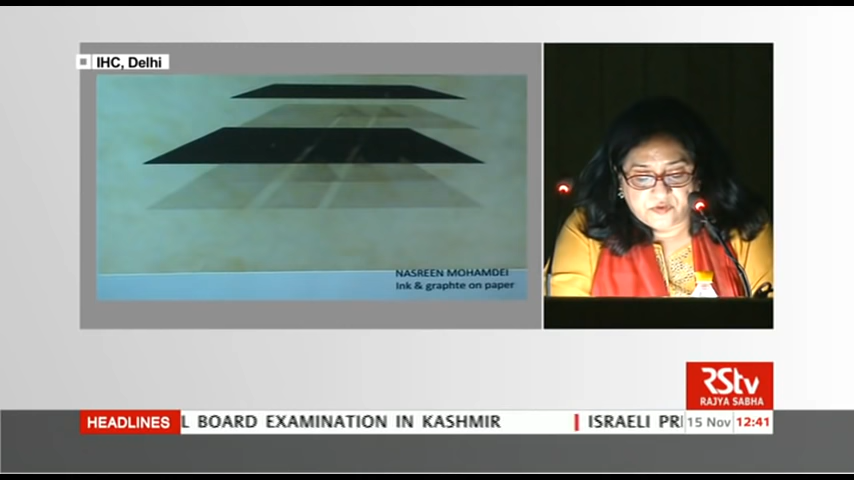 IHC, Delhi
NASREEN MOHAMDEI
Ink & graphte on paper
RStv
RAJYA SABHA
HEADLINES
L BOARD EXAMINATION IN KASHMIR
ISRAELI PRI
15 Nov 12:41